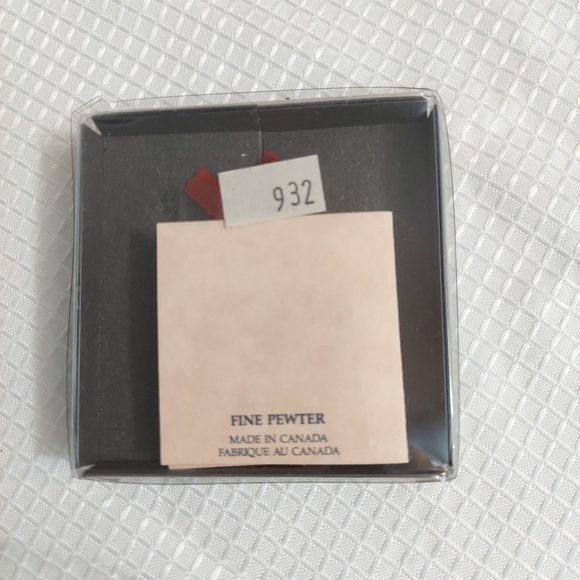 932
FINE PEWTER
MADE IN CANADA
FABRIQUE AU CANADA